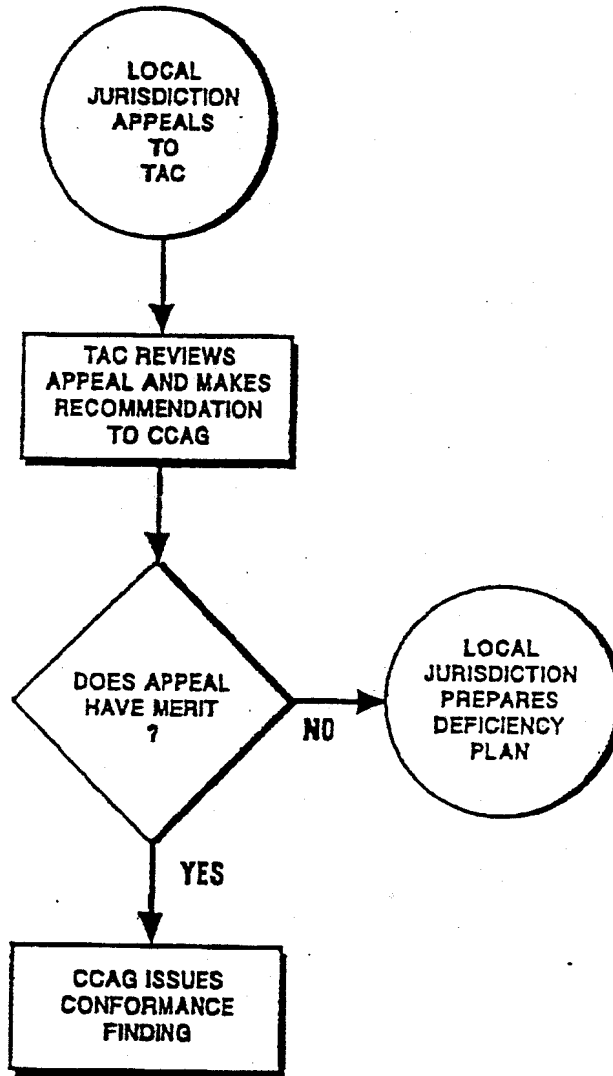 LOCAL
JURISDICTION
APPEALS
TO
TAC
TAC REVIEWS
APPEAL AND MAKES
RECOMMENDATION
TO CCAG
DOES APPEAL
HAVE MERIT
?
NO
LOCAL
JURISDICTION
PREPARES
DEFICIENCY
PLAN
YES
CCAG ISSUES
CONFORMANCE
FINDING